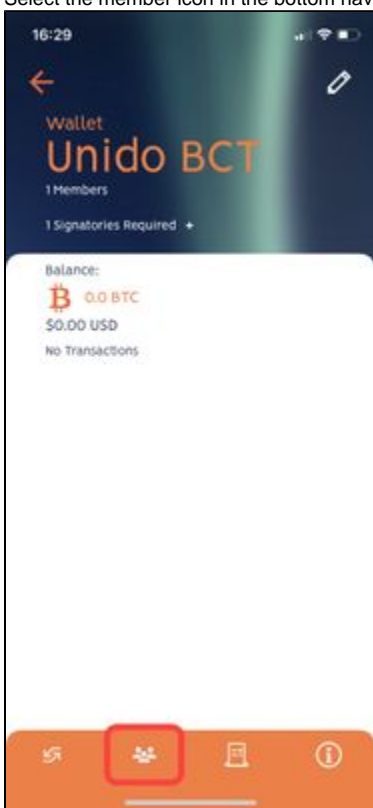 Select the member icon in the bottom nav
16:29
Wallet
Unido BCT
1 Members
1 Signatories Required +
Balance:
0.0 BTC
$0.00 USD
No Transactions